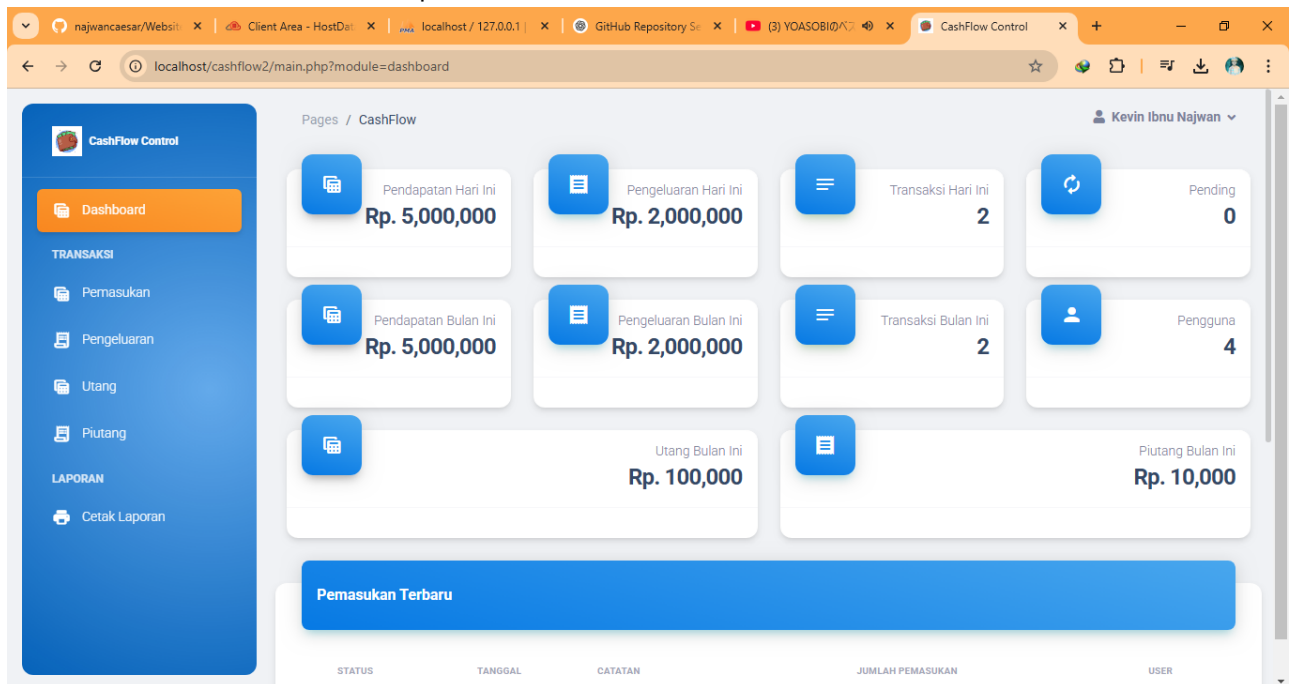 najwancaesar/Websit
Client Area - HostDat
localhost / 127.0.0.1 |
GitHub Repository Se
(3) YOASOBIの
CashFlow Control
localhost/cashflow2/main.php?module=dashboard
CashFlow Control
Dashboard
TRANSAKSI
Pemasukan
Pengeluaran
Utang
Piutang
LAPORAN
Cetak Laporan
Pages / CashFlow
Kevin Ibnu Najwan
Pendapatan Hari Ini
Rp. 5,000,000
Pengeluaran Hari Ini
Rp. 2,000,000
Transaksi Hari Ini
2
Pending
0
Pendapatan Bulan Ini
Rp. 5,000,000
Pengeluaran Bulan Ini
Rp. 2,000,000
Transaksi Bulan Ini
2
Pengguna
4
Utang Bulan Ini
Rp. 100,000
Piutang Bulan Ini
Rp. 10,000
Pemasukan Terbaru
STATUS TANGGAL CATATAN JUMLAH PEMASUKAN USER